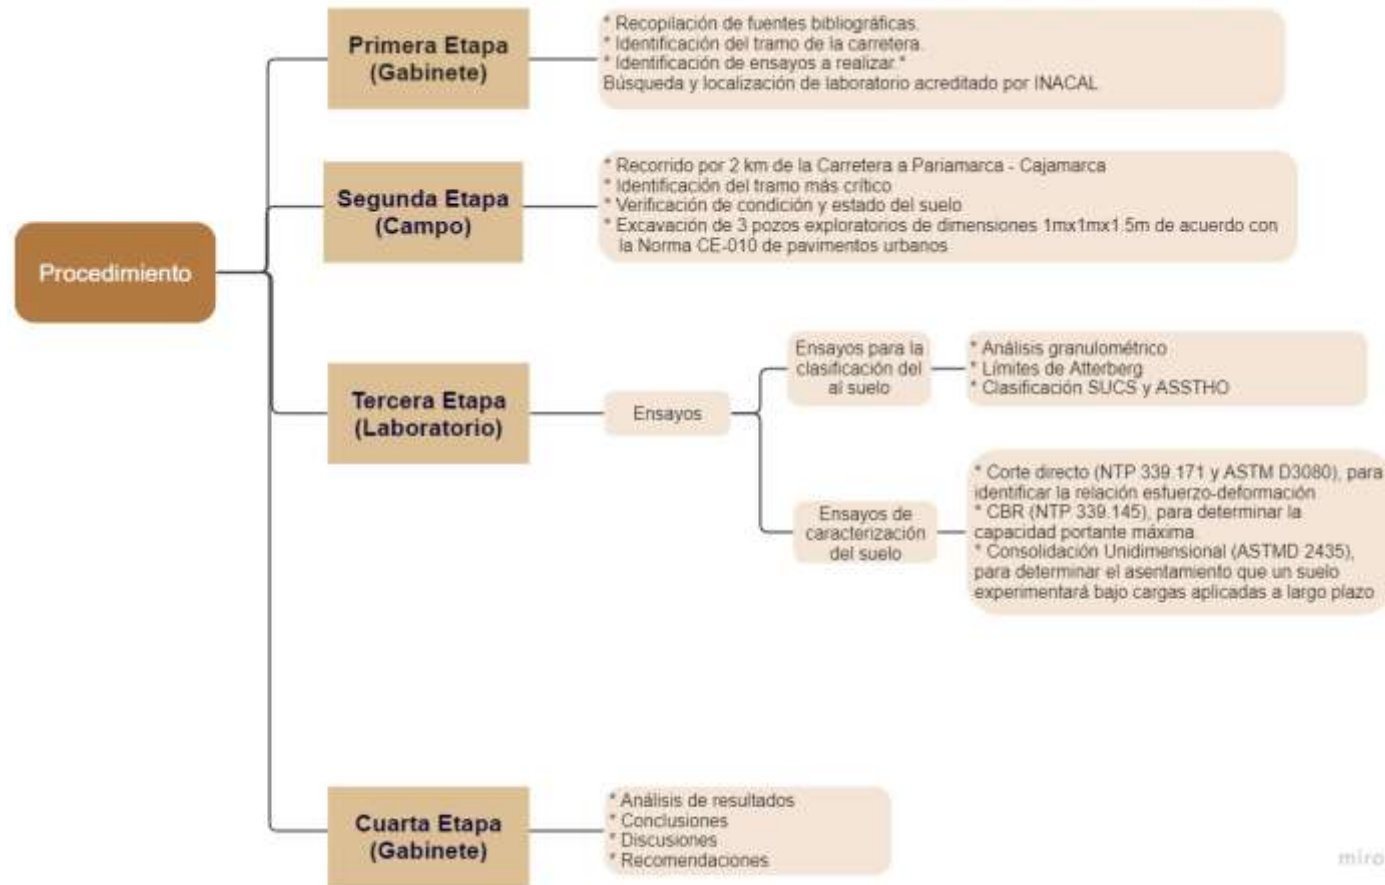 Procedimiento
Primera Etapa
(Gabinete)
* Recopilación de fuentes bibliográficas.
* Identificación del tramo de la carretera.
* Identificación de ensayos a realizar.*
Búsqueda y localización de laboratorio acreditado por INACAL
Segunda Etapa
(Campo)
* Recorrido por 2 km de la Carretera a Pariamarca - Cajamarca
* Identificación del tramo más crítico
* Verificación de condición y estado del suelo
* Excavación de 3 pozos exploratorios de dimensiones 1mx1mx1.5m de acuerdo con
la Norma CE-010 de pavimentos urbanos
Tercera Etapa
(Laboratorio)
Ensayos
Ensayos para la
clasificación del
al suelo
* Análisis granulométrico
* Límites de Atterberg
* Clasificación SUCS y ASSTHO
Ensayos de
caracterización
del suelo
* Corte directo (NTP 339.171 y ASTM D3080), para
identificar la relación esfuerzo-deformación
* CBR (NTP 339.145), para determinar la
capacidad portante máxima.
* Consolidación Unidimensional (ASTMD 2435),
para determinar el asentamiento que un suelo
experimentará bajo cargas aplicadas a largo plazo
Cuarta Etapa
(Gabinete)
* Análisis de resultados
* Conclusiones
* Discusiones
* Recomendaciones
miro